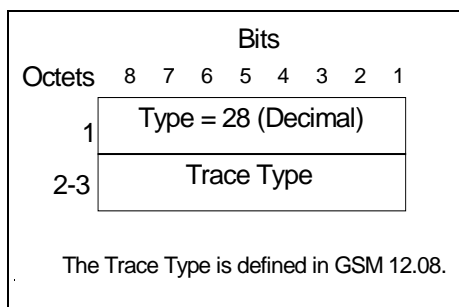 Bits
Octets 8 7 6 5 4 3 2 1
1 Type = 28 (Decimal)
2-3 Trace Type
The Trace Type is defined in GSM 12.08.
.